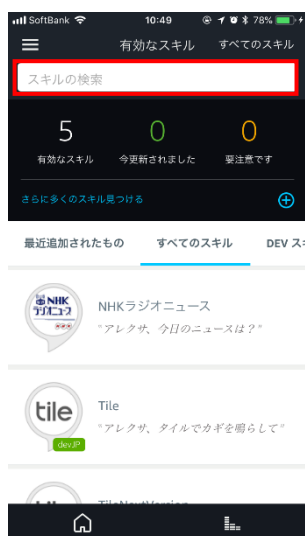 SoftBank 10:49 78%
有効なスキル すべてのスキル
スキルの検索
5 0 0
有効なスキル 今更新されました 要注意です
さらに多くのスキル見つける
最近追加されたもの すべてのスキル DEV ス
NHK
ラジオニュース
NHKラジオニュース
"アレクサ、今日のニュースは？"
tile
devJP
Tile
"アレクサ、タイルでカギを鳴らして"
TileNextVersion